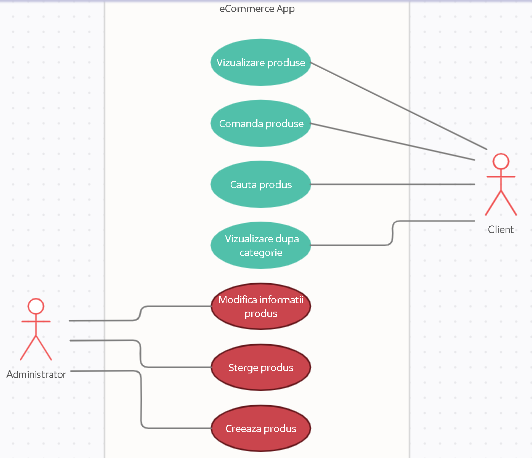 eCommerce App
Vizualizare produse
Comanda produse
Cauta produs
Client
Vizualizare dupa
categorie
Modifica informatii
produs
Sterge produs
Administrator
Creeaza produs